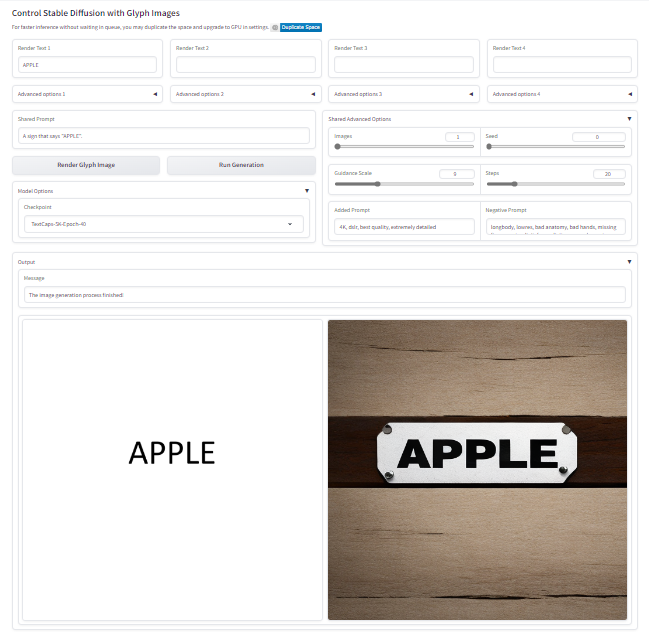 Control Stable Diffusion with Glyph Images
For faster inference without waiting in queue, you may duplicate the space and upgrade to GPU in settings. Duplicate Space
Render Text 1
APPLE
Render Text 2
Render Text 3
Render Text 4
Advanced options 1
Advanced options 2
Advanced options 3
Advanced options 4
Shared Prompt
A sign that says "APPLE".
Render Glyph Image
Run Generation
Model Options
Checkpoint
TextCaps-5K-Epoch-40
Shared Advanced Options
Images 1
Seed 0
Guidance Scale 9
Steps 20
Added Prompt
4K, dslr, best quality, extremely detailed
Negative Prompt
longbody, lowres, bad anatomy, bad hands, missing
Output
Message
The image generation process finished!
APPLE
APPLE